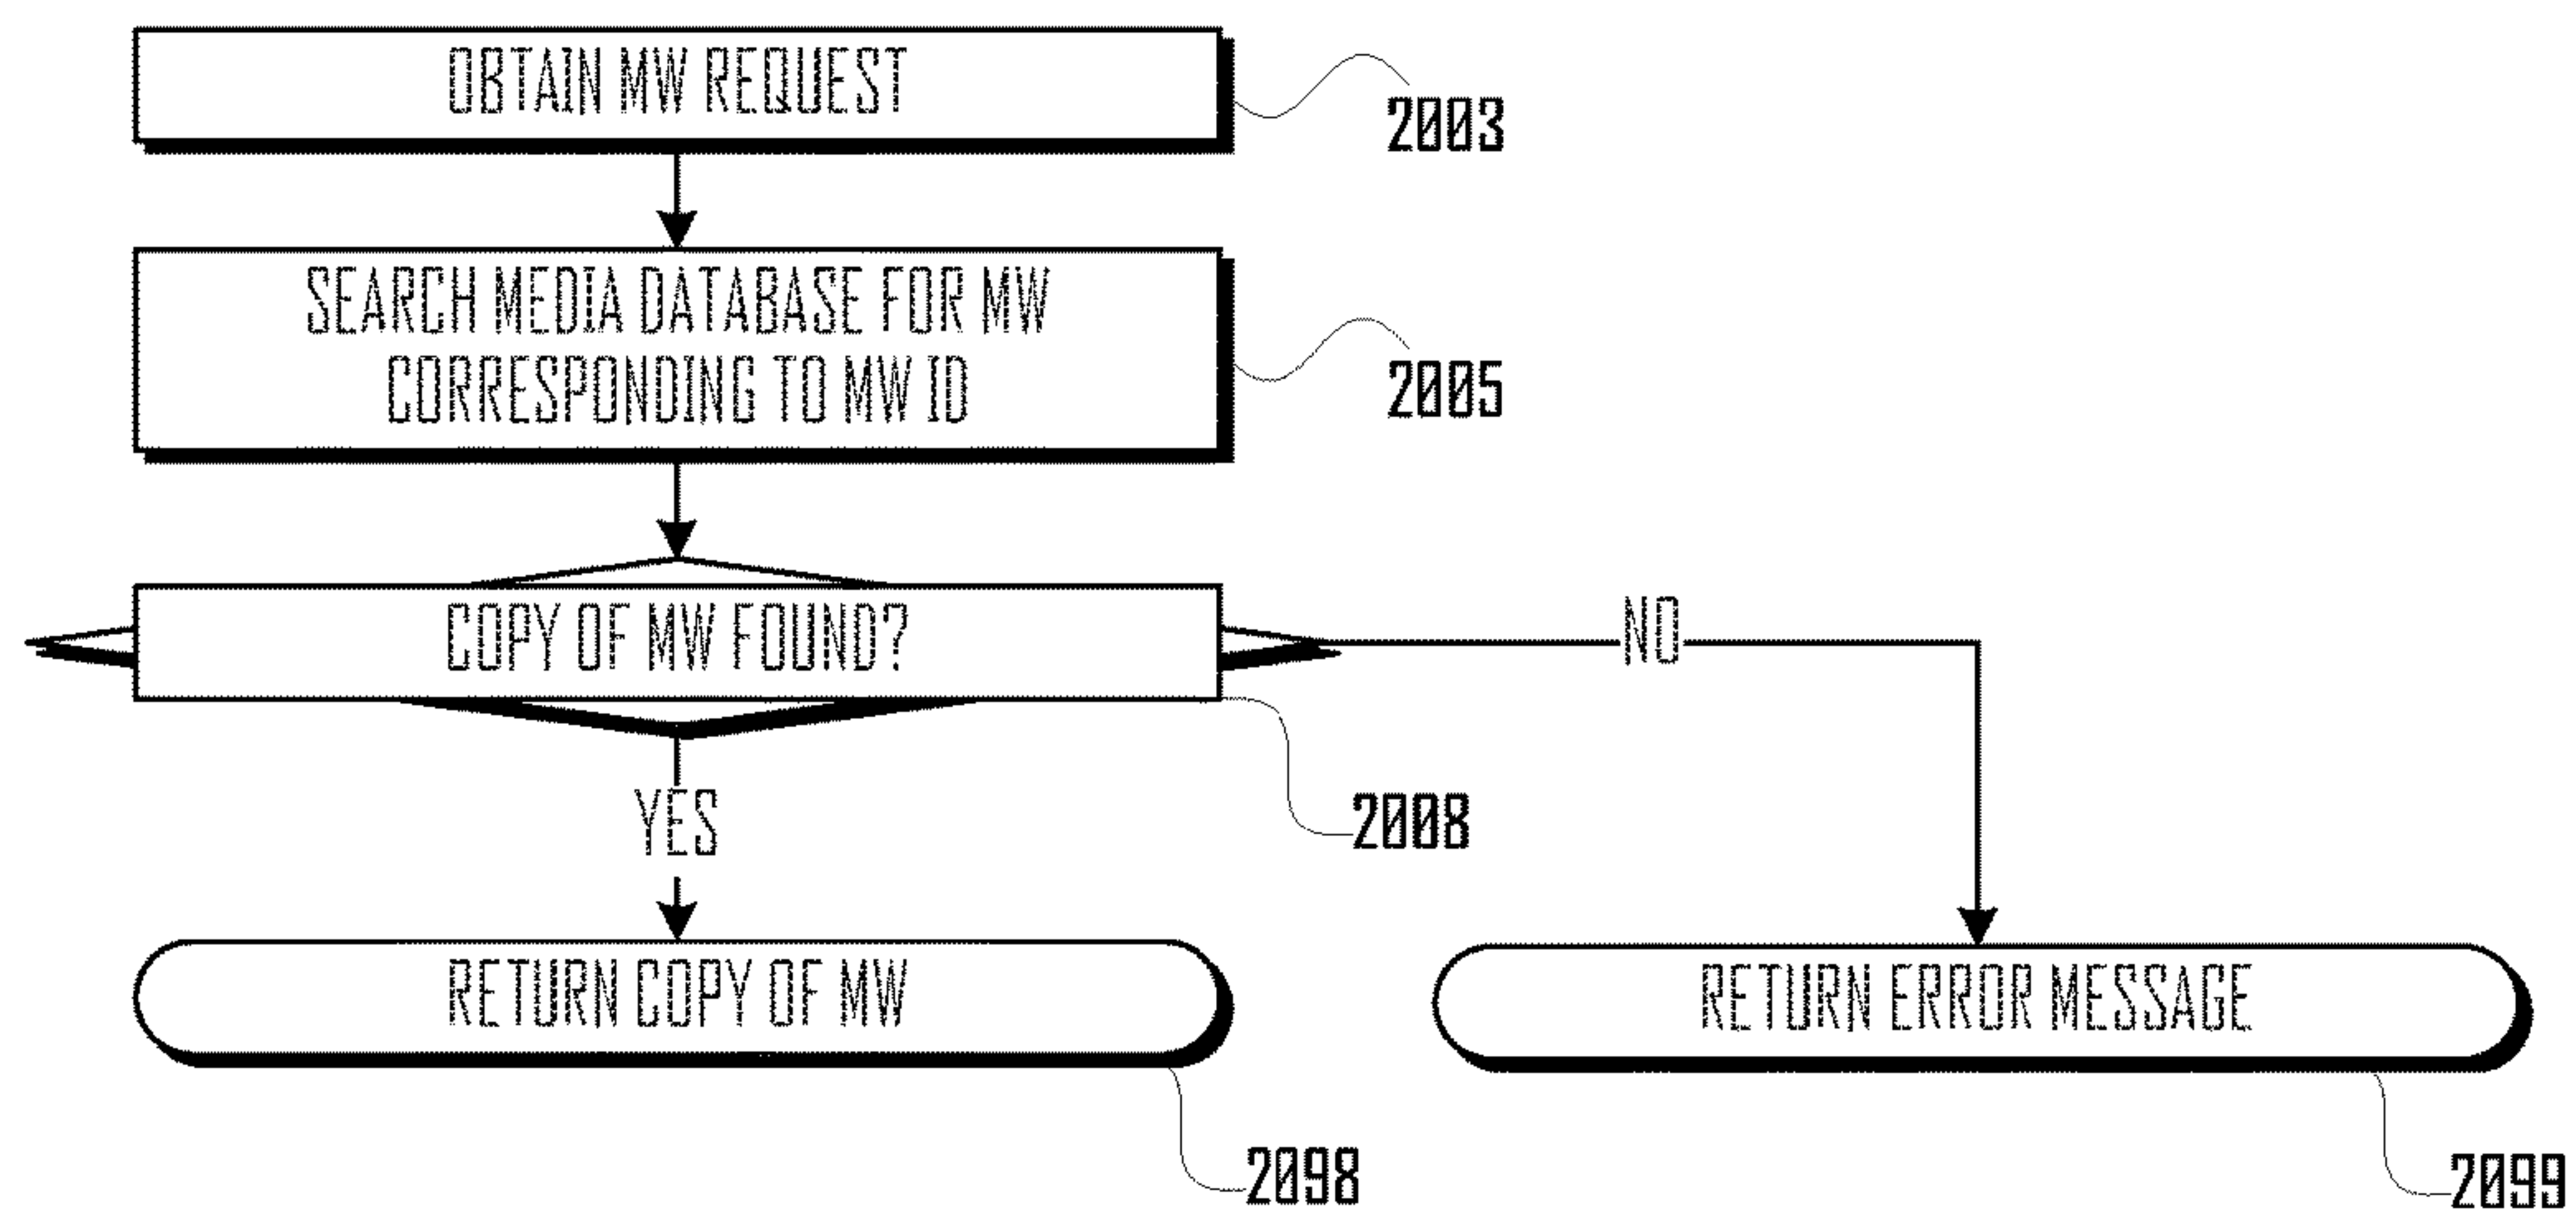 OBTAIN MW REQUEST
2003
SEARCH MEDIA DATABASE FOR MW
CORRESPONDING TO MW ID
2005
COPY OF MW FOUND?
NO
2008
YES
RETURN COPY OF MW
RETURN ERROR MESSAGE
2098
2099